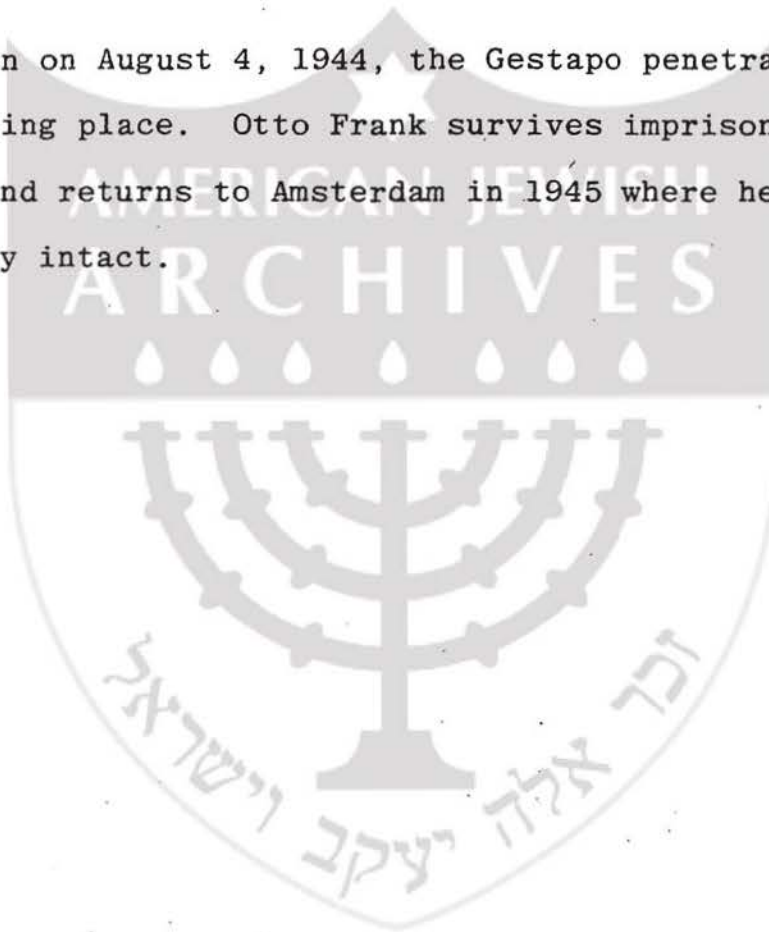 n on August 4, 1944, the Gestapo penetra
ing place. Otto Frank survives imprison
nd returns to Amsterdam in 1945 where he
y intact.
AMERICAN JEWISH
ARCHIVES
זכר אלה יעקב וישראל